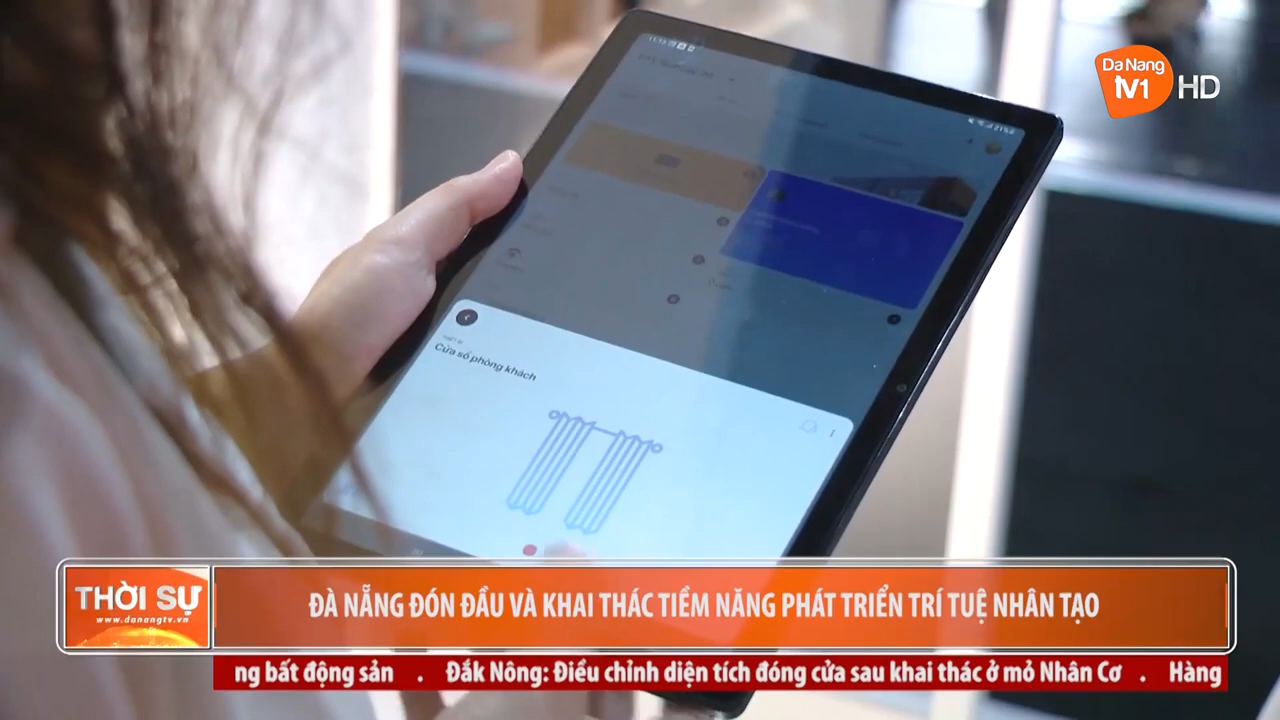 Da Nang
TV1 HD
THIẾT BỊ
Cửa sổ phòng khách
THỜI SỰ
www.danangtv.vn
ĐÀ NẴNG ĐÓN ĐẦU VÀ KHAI THÁC TIỀM NĂNG PHÁT TRIỂN TRÍ TUỆ NHÂN TẠO
ng bất động sản . Đắk Nông: Điều chỉnh diện tích đóng cửa sau khai thác ở mỏ Nhân Cơ . Hàng